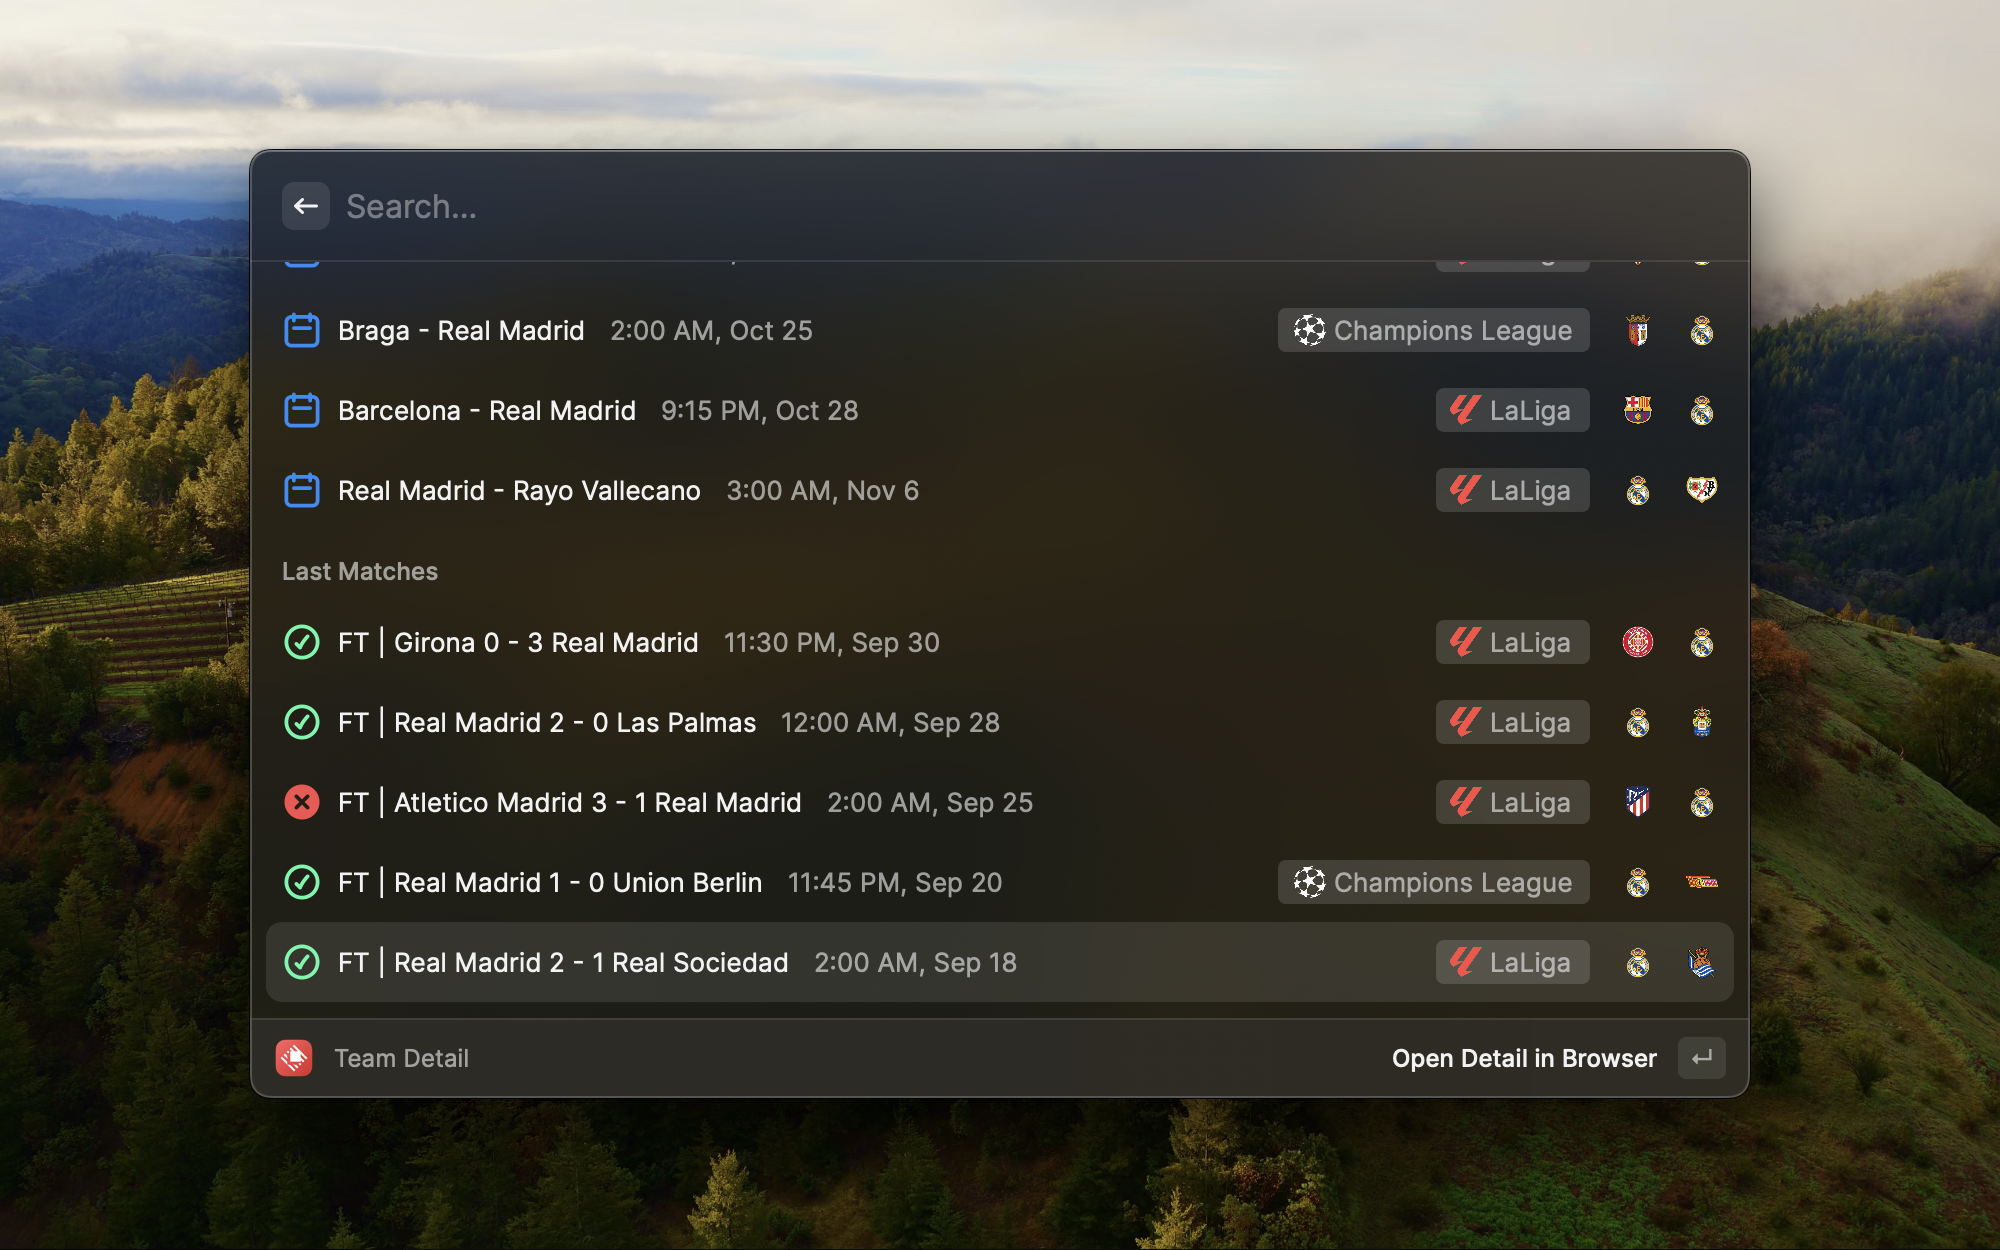 Search...
Braga - Real Madrid 2:00 AM, Oct 25 Champions League
Barcelona - Real Madrid 9:15 PM, Oct 28 LaLiga
Real Madrid - Rayo Vallecano 3:00 AM, Nov 6 LaLiga
Last Matches
FT | Girona 0 - 3 Real Madrid 11:30 PM, Sep 30 LaLiga
FT | Real Madrid 2 - 0 Las Palmas 12:00 AM, Sep 28 LaLiga
FT | Atletico Madrid 3 - 1 Real Madrid 2:00 AM, Sep 25 LaLiga
FT | Real Madrid 1 - 0 Union Berlin 11:45 PM, Sep 20 Champions League
FT | Real Madrid 2 - 1 Real Sociedad 2:00 AM, Sep 18 LaLiga
Team Detail Open Detail in Browser